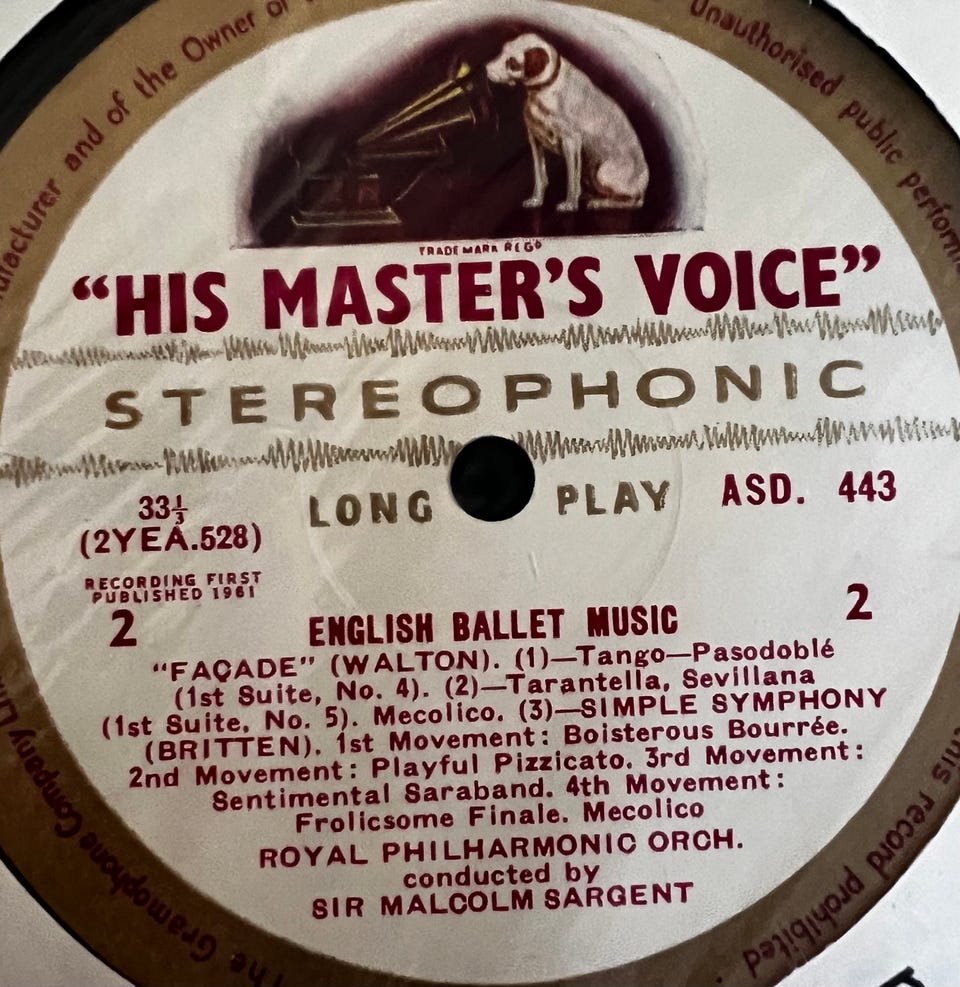 nufacturer and of the Owner of
Unauthorised public perform
TRADE MARK REGD
“HIS MASTER’S VOICE”
STEREOPHONIC
LONG PLAY
ASD. 443
33⅓
(2YEA.528)
RECORDING FIRST
PUBLISHED 1961
2
2
ENGLISH BALLET MUSIC
“FAÇADE” (WALTON). (1)—Tango—Pasodoblé
(1st Suite, No. 4). (2)—Tarantella, Sevillana
(1st Suite, No. 5). Mecolico. (3)—SIMPLE SYMPHONY
(BRITTEN). 1st Movement: Boisterous Bourrée.
2nd Movement: Playful Pizzicato. 3rd Movement:
Sentimental Saraband. 4th Movement:
Frolicsome Finale. Mecolico
ROYAL PHILHARMONIC ORCH.
conducted by
SIR MALCOLM SARGENT
this record prohibited
The Gramophone Company